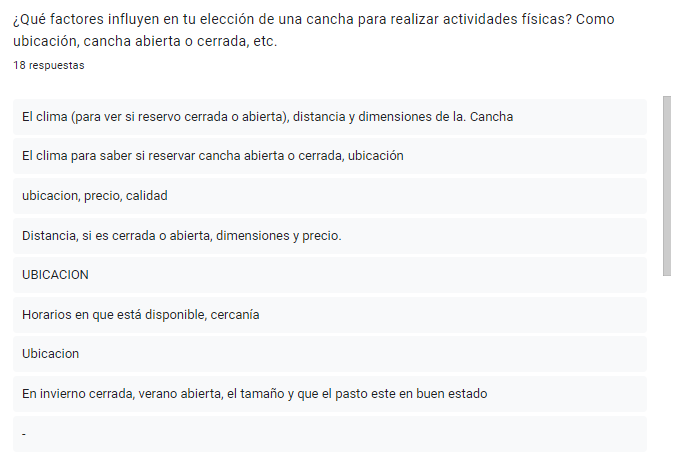 ¿Qué factores influyen en tu elección de una cancha para realizar actividades físicas? Como
ubicación, cancha abierta o cerrada, etc.
18 respuestas
El clima (para ver si reservo cerrada o abierta), distancia y dimensiones de la. Cancha
El clima para saber si reservar cancha abierta o cerrada, ubicación
ubicacion, precio, calidad
Distancia, si es cerrada o abierta, dimensiones y precio.
UBICACION
Horarios en que está disponible, cercanía
Ubicacion
En invierno cerrada, verano abierta, el tamaño y que el pasto este en buen estado
-